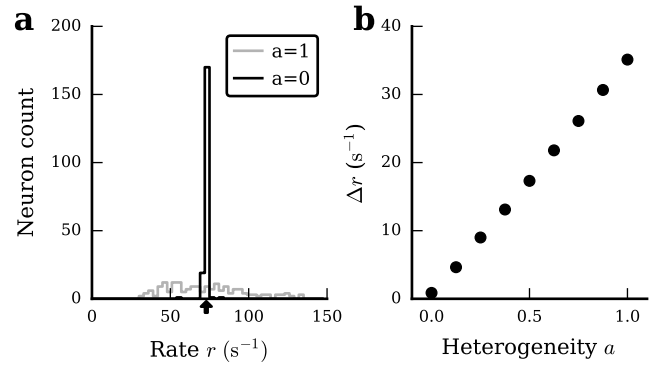 a
200
150
100
50
0
0 50 100 150
Neuron count
Rate r (s⁻¹)
a=1
a=0
b
40
30
20
10
0
0.0 0.5 1.0
Δr (s⁻¹)
Heterogeneity a